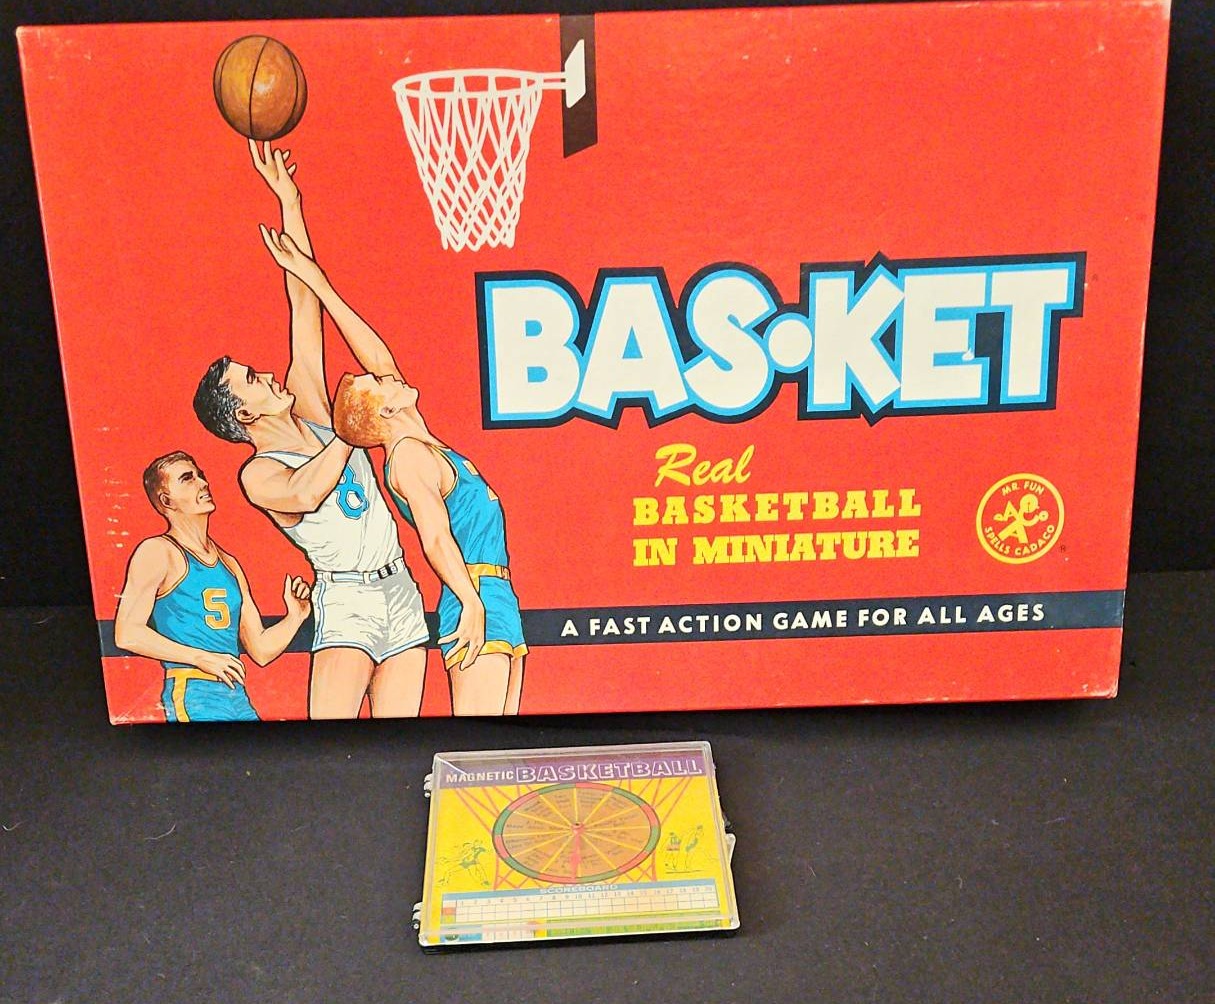 BAS•KET
Real
BASKETBALL
IN MINIATURE
MR. FUN
SPELLS CADACO
A FAST ACTION GAME FOR ALL AGES
8
S
MAGNETIC BASKETBALL
SCOREBOARD